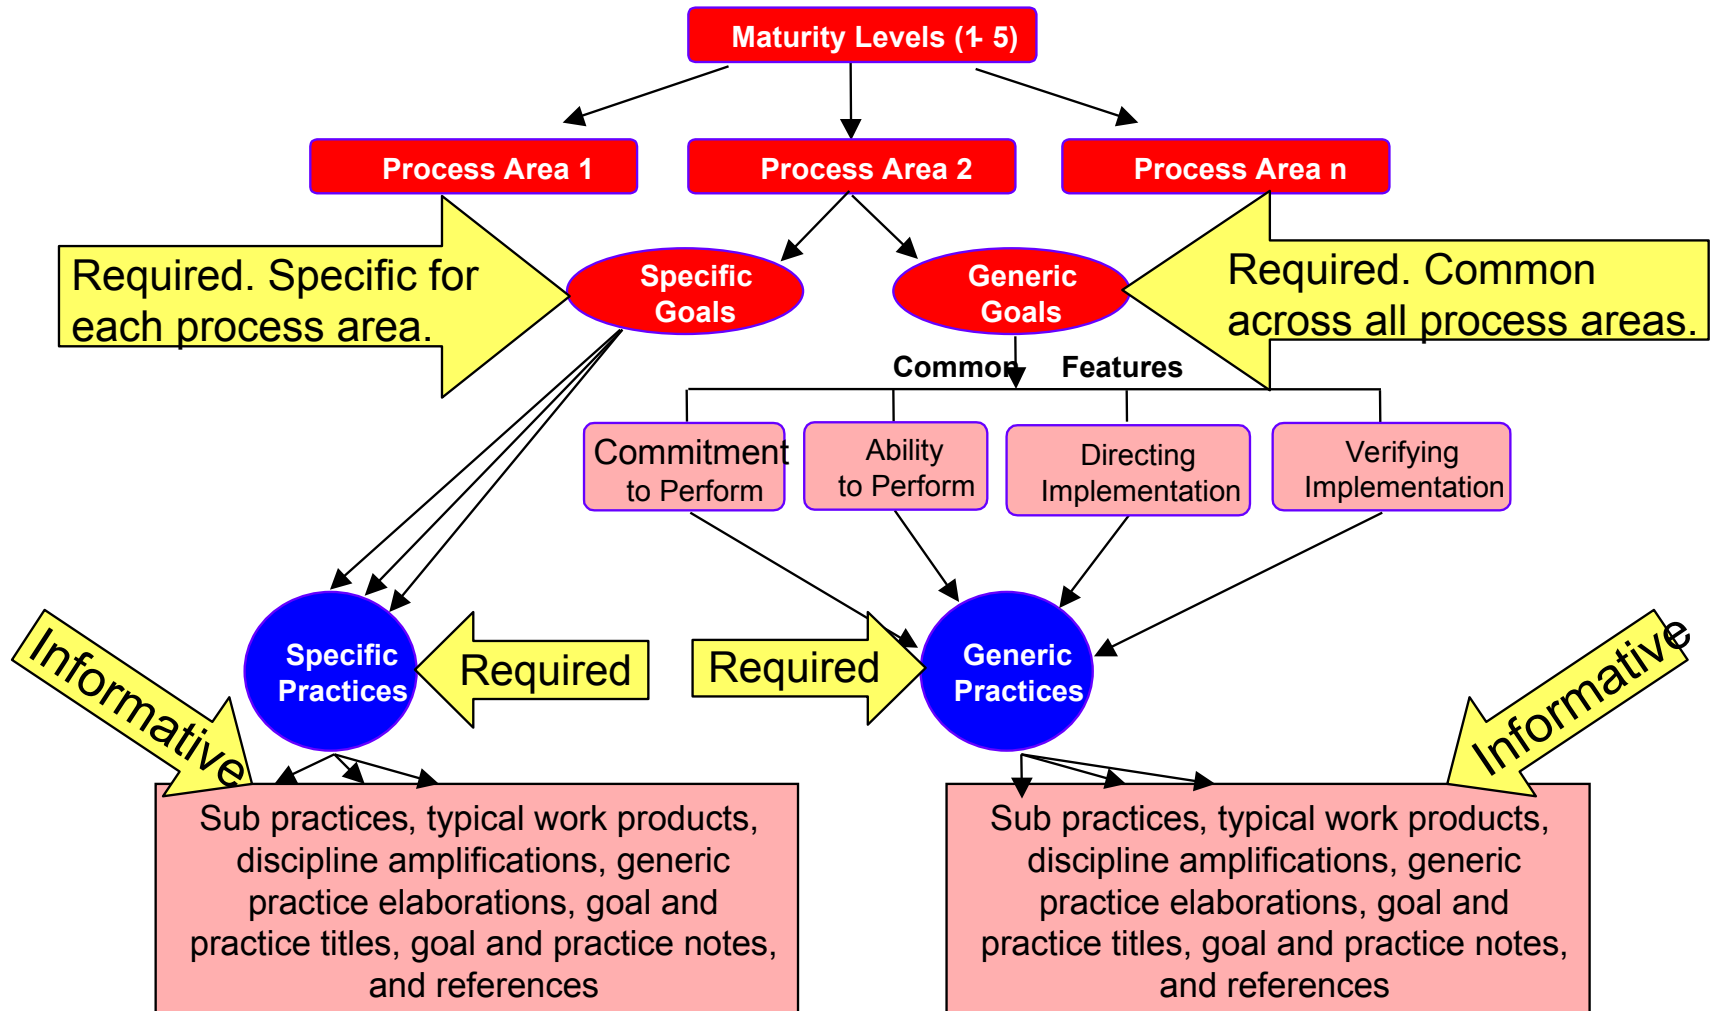 Maturity Levels (1- 5)
Process Area 1
Process Area 2
Process Area n
Required. Specific for
each process area.
Specific
Goals
Generic
Goals
Required. Common
across all process areas.
Common Features
Commitment
to Perform
Ability
to Perform
Directing
Implementation
Verifying
Implementation
Informative
Specific
Practices
Required
Required
Generic
Practices
Informative
Sub practices, typical work products,
discipline amplifications, generic
practice elaborations, goal and
practice titles, goal and practice notes,
and references
Sub practices, typical work products,
discipline amplifications, generic
practice elaborations, goal and
practice titles, goal and practice notes,
and references